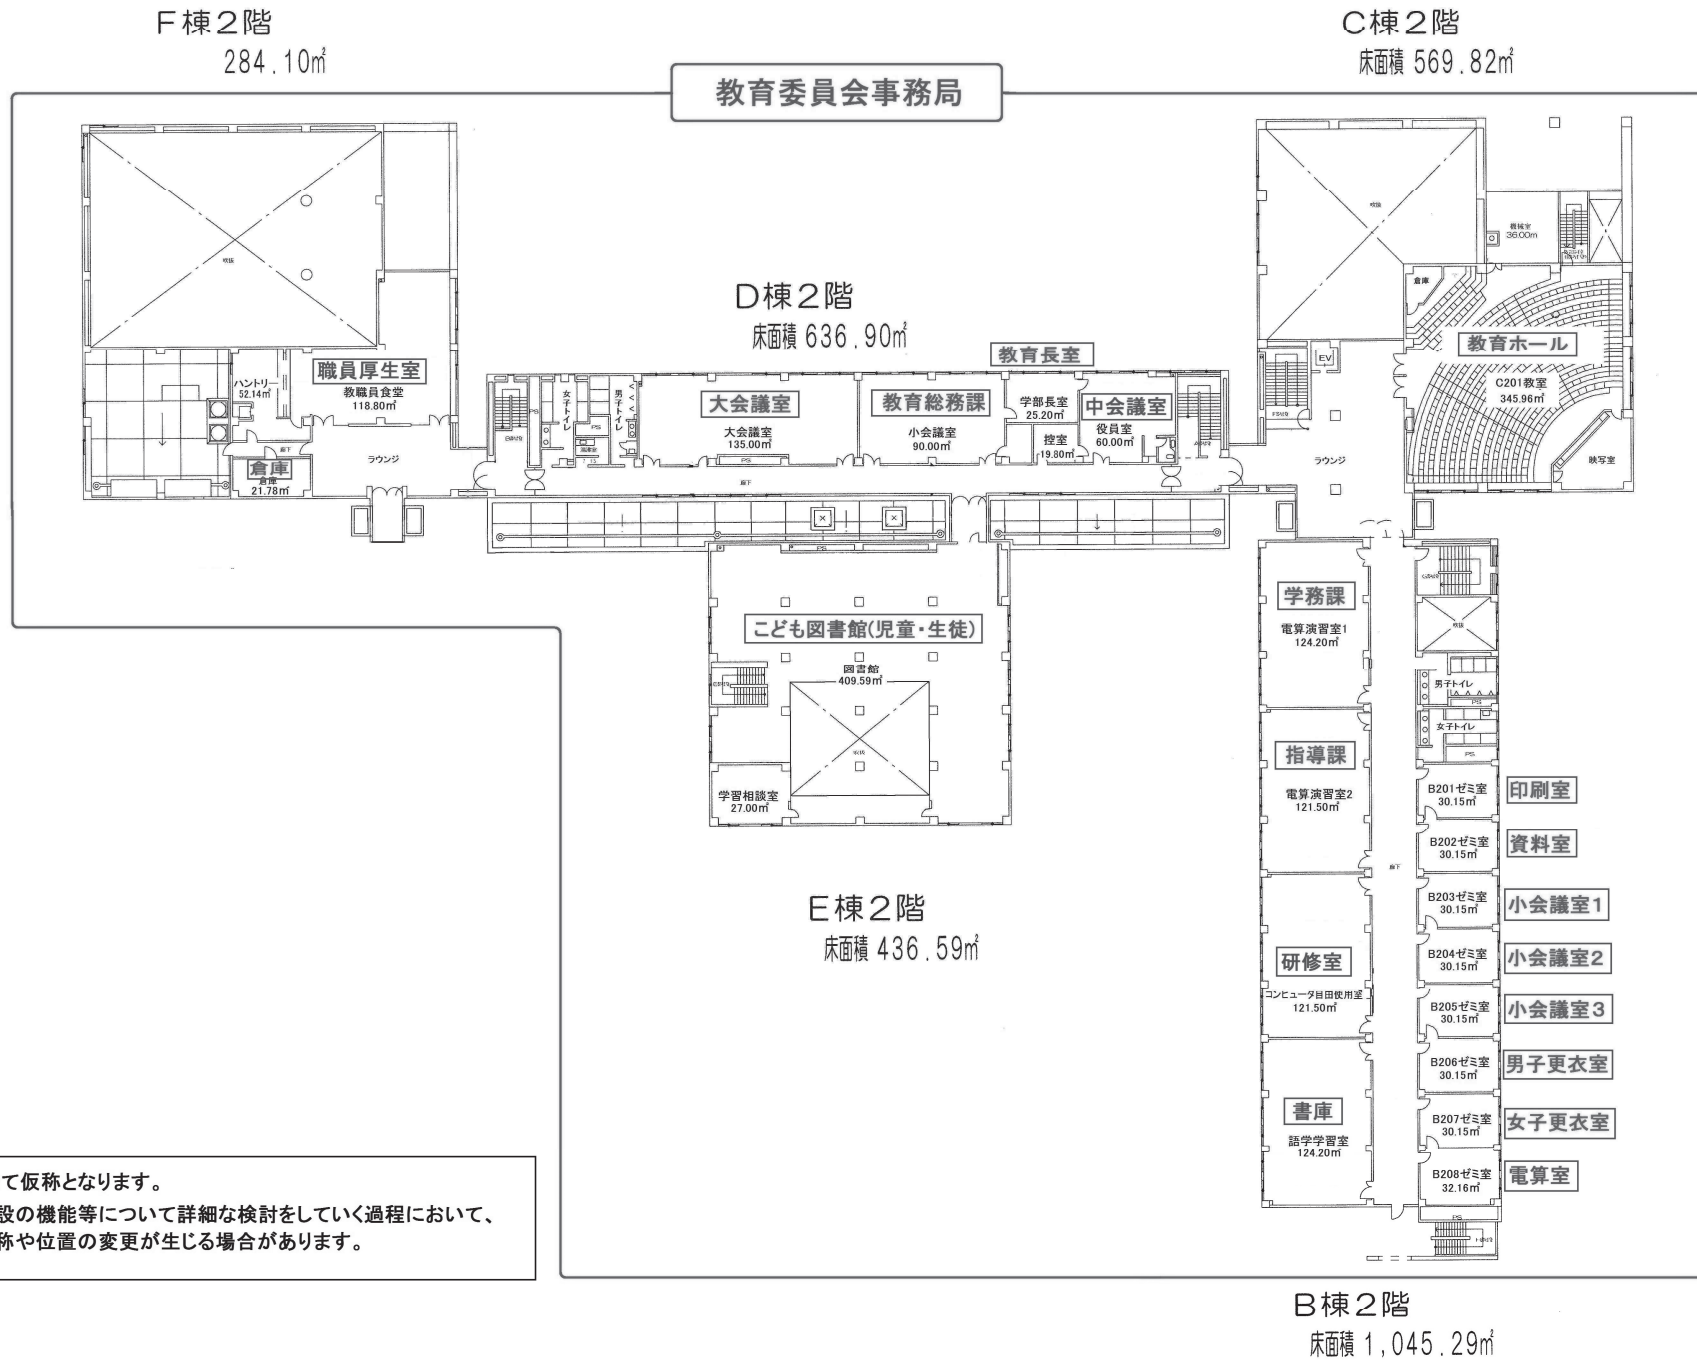 F棟2階
284.10㎡
C棟2階
床面積 569.82㎡
教育委員会事務局
吹抜
吹抜
機械室
36.00m
倉庫
D棟2階
床面積 636.90㎡
教育長室
教育ホール
C201教室
345.96㎡
映写室
EV
ラウンジ
職員厚生室
教職員食堂
118.80㎡
ハントリー
52.14㎡
廊下
倉庫
倉庫
21.78㎡
ラウンジ
PS
女子トイレ
男子トイレ
PS
大会議室
大会議室
135.00㎡
PS
教育総務課
小会議室
90.00㎡
学部長室
25.20㎡
控室
19.80㎡
中会議室
役員室
60.00㎡
廊下
PS
こども図書館(児童・生徒)
図書館
409.59㎡
吹抜
学習相談室
27.00㎡
E棟2階
床面積 436.59㎡
学務課
電算演習室1
124.20㎡
吹抜
男子トイレ
PS
女子トイレ
PS
指導課
電算演習室2
121.50㎡
廊下
研修室
コンピュータ自由使用室
121.50㎡
書庫
語学学習室
124.20㎡
B201ゼミ室
30.15㎡
印刷室
B202ゼミ室
30.15㎡
資料室
B203ゼミ室
30.15㎡
小会議室1
B204ゼミ室
30.15㎡
小会議室2
B205ゼミ室
30.15㎡
小会議室3
B206ゼミ室
30.15㎡
男子更衣室
B207ゼミ室
30.15㎡
女子更衣室
B208ゼミ室
32.16㎡
電算室
PS
て仮称となります。
設の機能等について詳細な検討をしていく過程において、
称や位置の変更が生じる場合があります。
B棟2階
床面積 1,045.29㎡